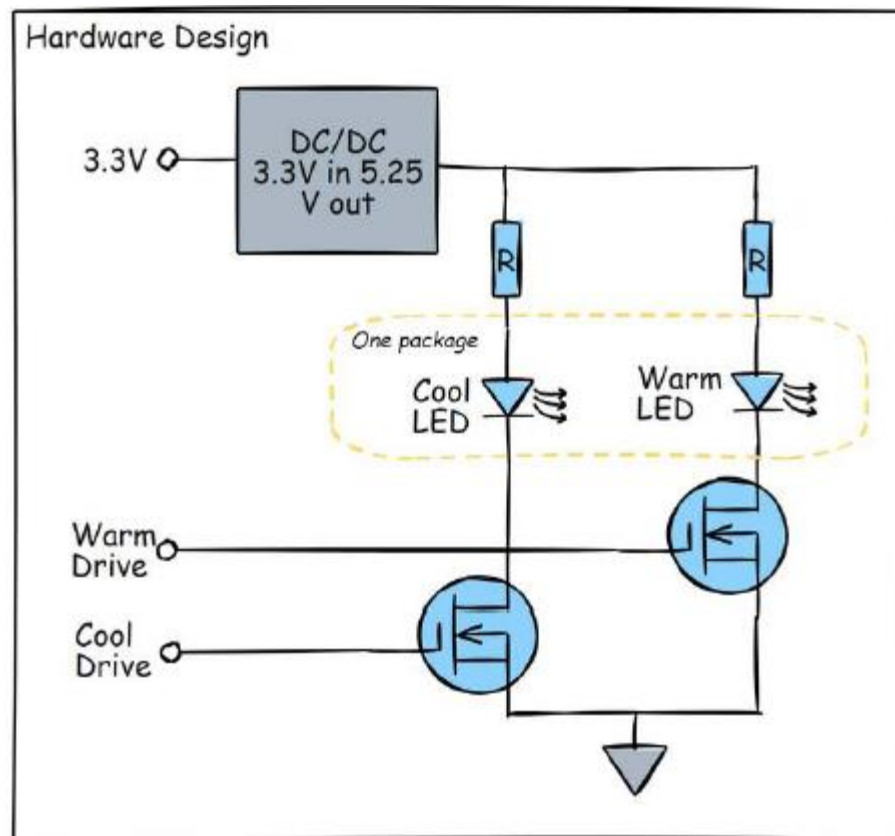 Hardware Design
DC/DC
3.3V in 5.25
V out
3.3V
R
R
One package
Cool
LED
Warm
LED
Warm
Drive
Cool
Drive